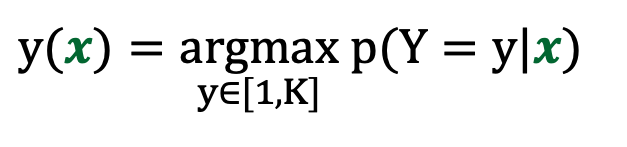 y(x) = argmax p(Y = y|x)
y∈[1,K]